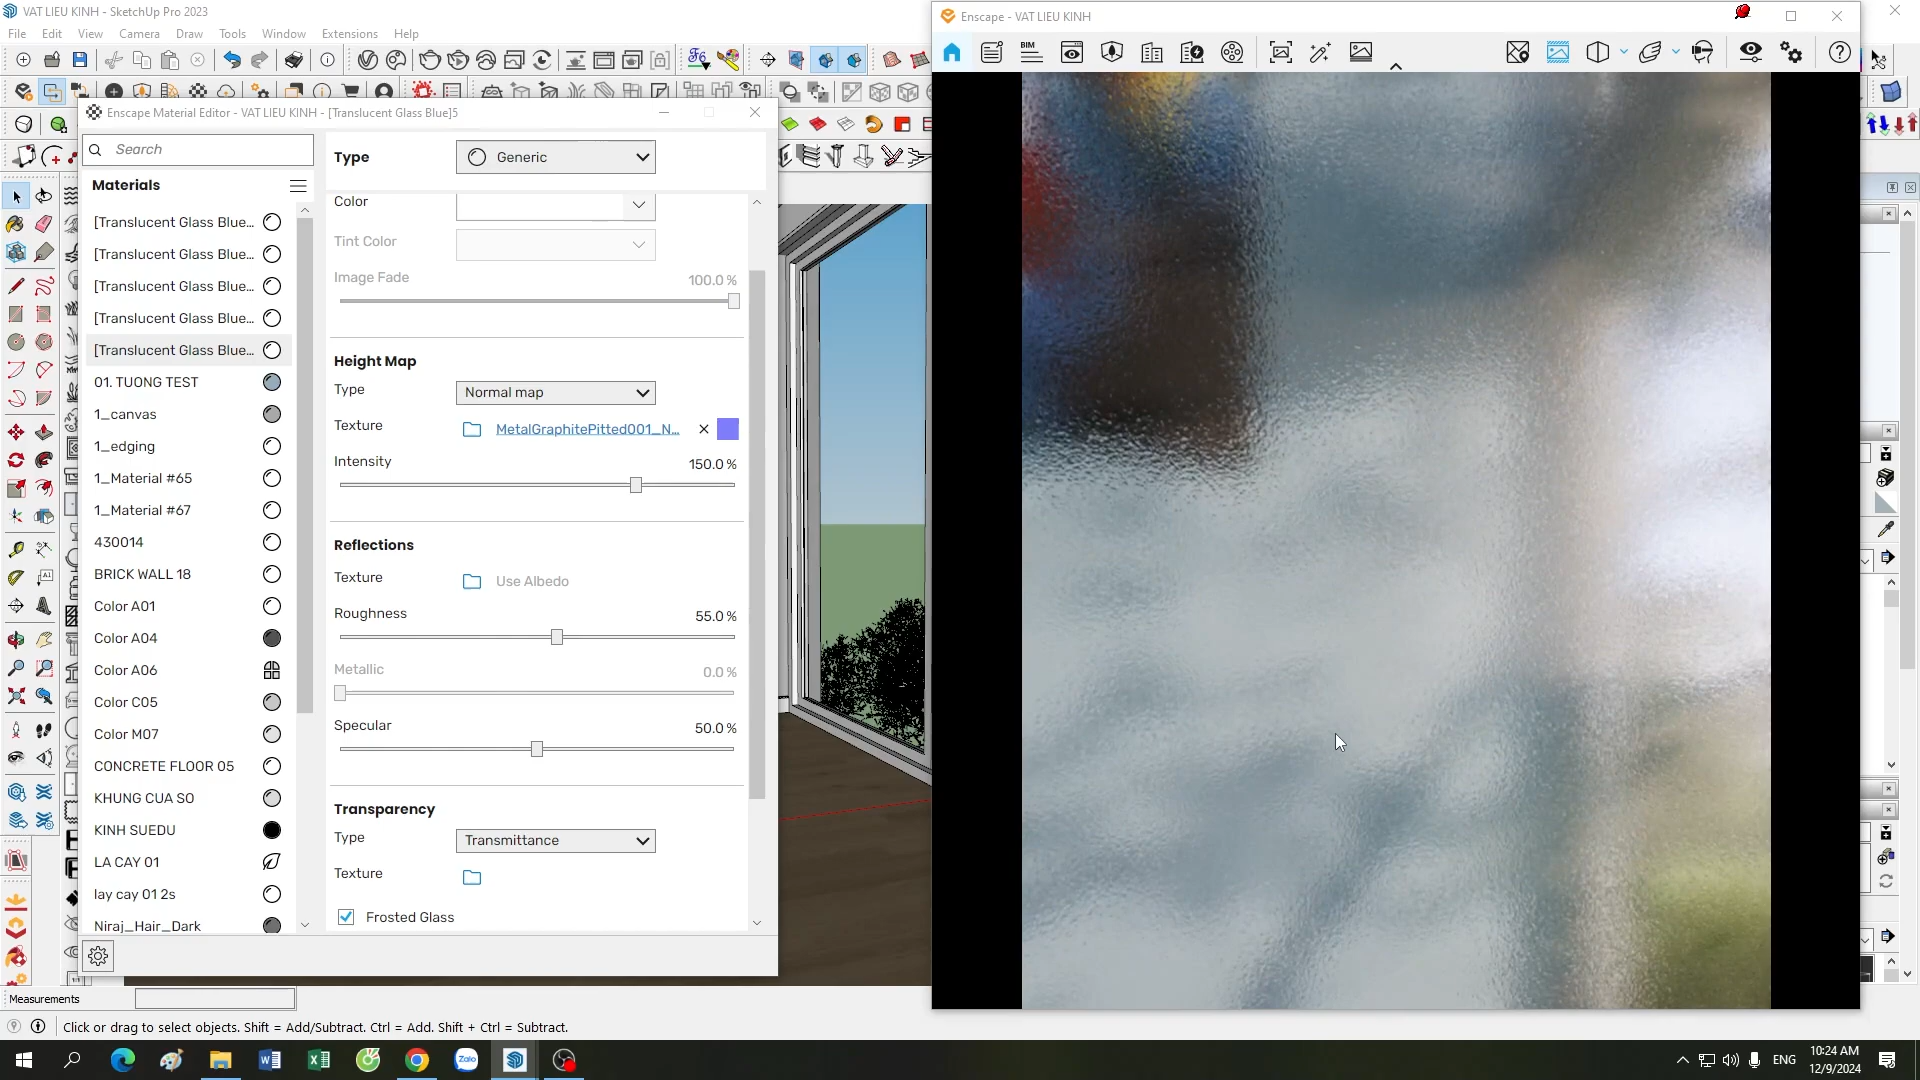 VAT LIEU KINH - SketchUp Pro 2023
File Edit View Camera Draw Tools Window Extensions Help
Enscape Material Editor - VAT LIEU KINH - [Translucent Glass Blue]5
Search
Materials
[Translucent Glass Blue...
[Translucent Glass Blue...
[Translucent Glass Blue...
[Translucent Glass Blue...
[Translucent Glass Blue...
01. TUONG TEST
1_canvas
1_edging
1_Material #65
1_Material #67
430014
BRICK WALL 18
Color A01
Color A04
Color A06
Color C05
Color M07
CONCRETE FLOOR 05
KHUNG CUA SO
KINH SUEDU
LA CAY 01
lay cay 01 2s
Niraj_Hair_Dark
Type Generic
Color
Tint Color
Image Fade 100.0 %
Height Map
Type Normal map
Texture MetalGraphitePitted001_N...
Intensity 150.0 %
Reflections
Texture Use Albedo
Roughness 55.0 %
Metallic 0.0 %
Specular 50.0 %
Transparency
Type Transmittance
Texture
Frosted Glass
Enscape - VAT LIEU KINH
BIM
Measurements
Click or drag to select objects. Shift = Add/Subtract. Ctrl = Add. Shift + Ctrl = Subtract.
Zalo
ENG
10:24 AM
12/9/2024